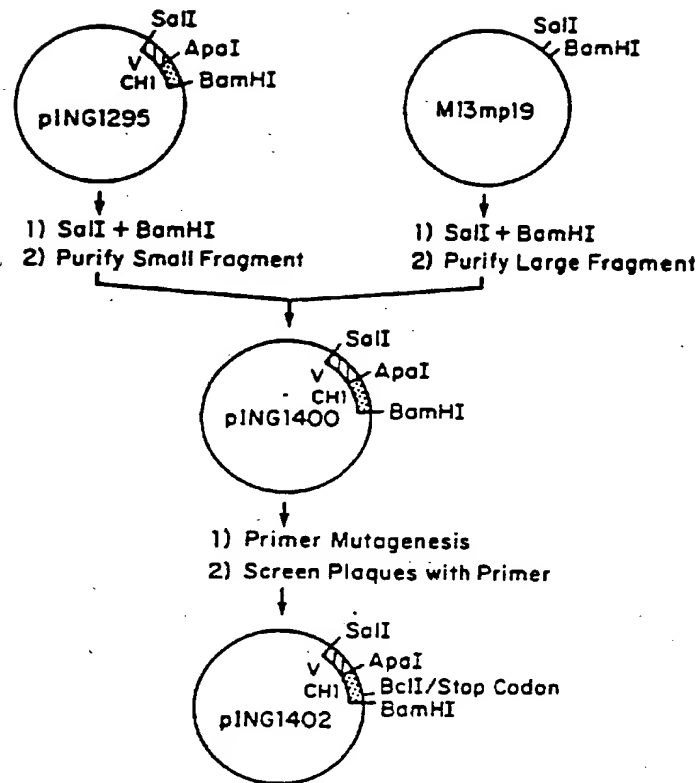 SalI
ApaI
V
CH1
BamHI
pING1295
SalI
BamHI
M13mp19
1) SalI + BamHI
2) Purify Small Fragment
1) SalI + BamHI
2) Purify Large Fragment
SalI
ApaI
V
CH1
BamHI
pING1400
1) Primer Mutagenesis
2) Screen Plaques with Primer
SalI
ApaI
V
CH1
BclI/Stop Codon
BamHI
pING1402